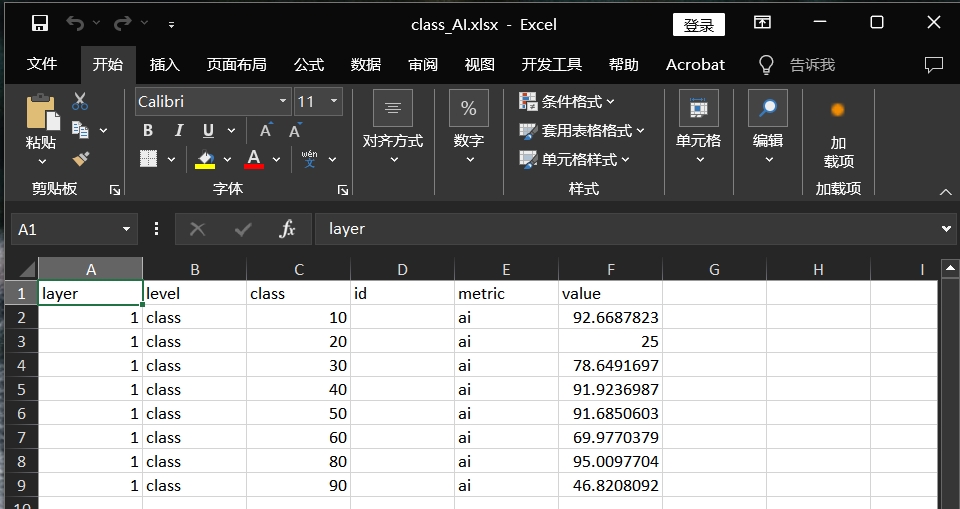 class_AI.xlsx - Excel 登录
文件 开始 插入 页面布局 公式 数据 审阅 视图 开发工具 帮助 Acrobat 告诉我
粘贴
剪贴板
Calibri 11
B I U A A
A wén 文
字体
对齐方式
%
数字
条件格式
套用表格格式
单元格样式
样式
单元格
编辑
加
载项
加载项
A1 fx layer
A B C D E F G H I
1 layer level class id metric value
2 1 class 10 ai 92.6687823
3 1 class 20 ai 25
4 1 class 30 ai 78.6491697
5 1 class 40 ai 91.9236987
6 1 class 50 ai 91.6850603
7 1 class 60 ai 69.9770379
8 1 class 80 ai 95.0097704
9 1 class 90 ai 46.8208092
10